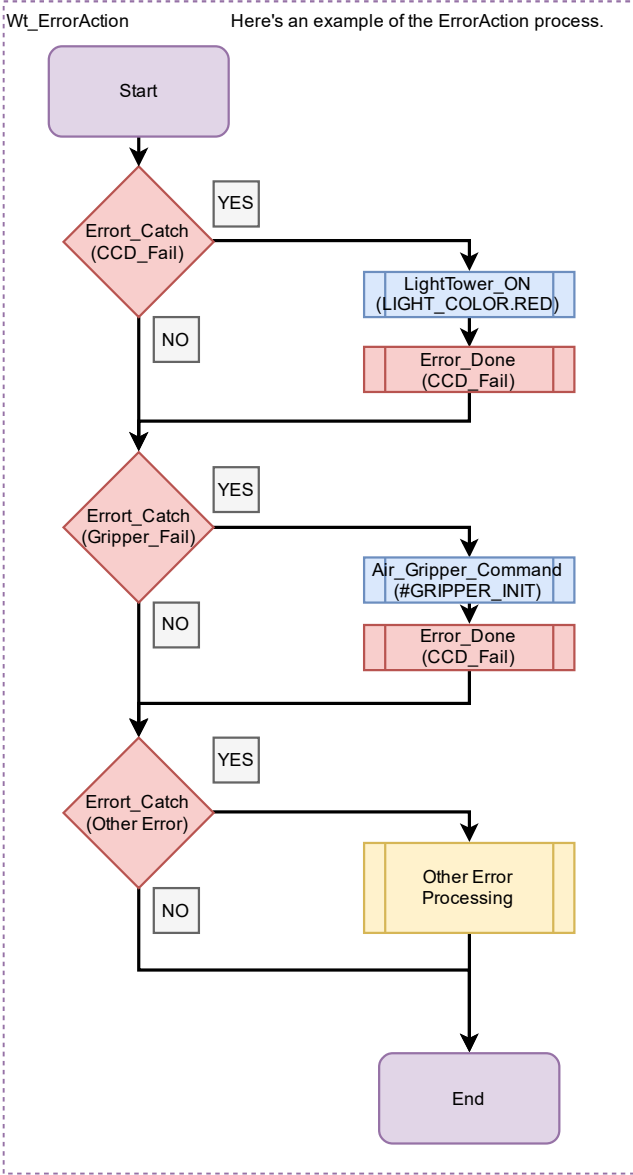 Wt_ErrorAction
Here's an example of the ErrorAction process.
Start
Errort_Catch
(CCD_Fail)
YES
LightTower_ON
(LIGHT_COLOR.RED)
NO
Error_Done
(CCD_Fail)
Errort_Catch
(Gripper_Fail)
YES
Air_Gripper_Command
(#GRIPPER_INIT)
NO
Error_Done
(CCD_Fail)
Errort_Catch
(Other Error)
YES
Other Error
Processing
NO
End